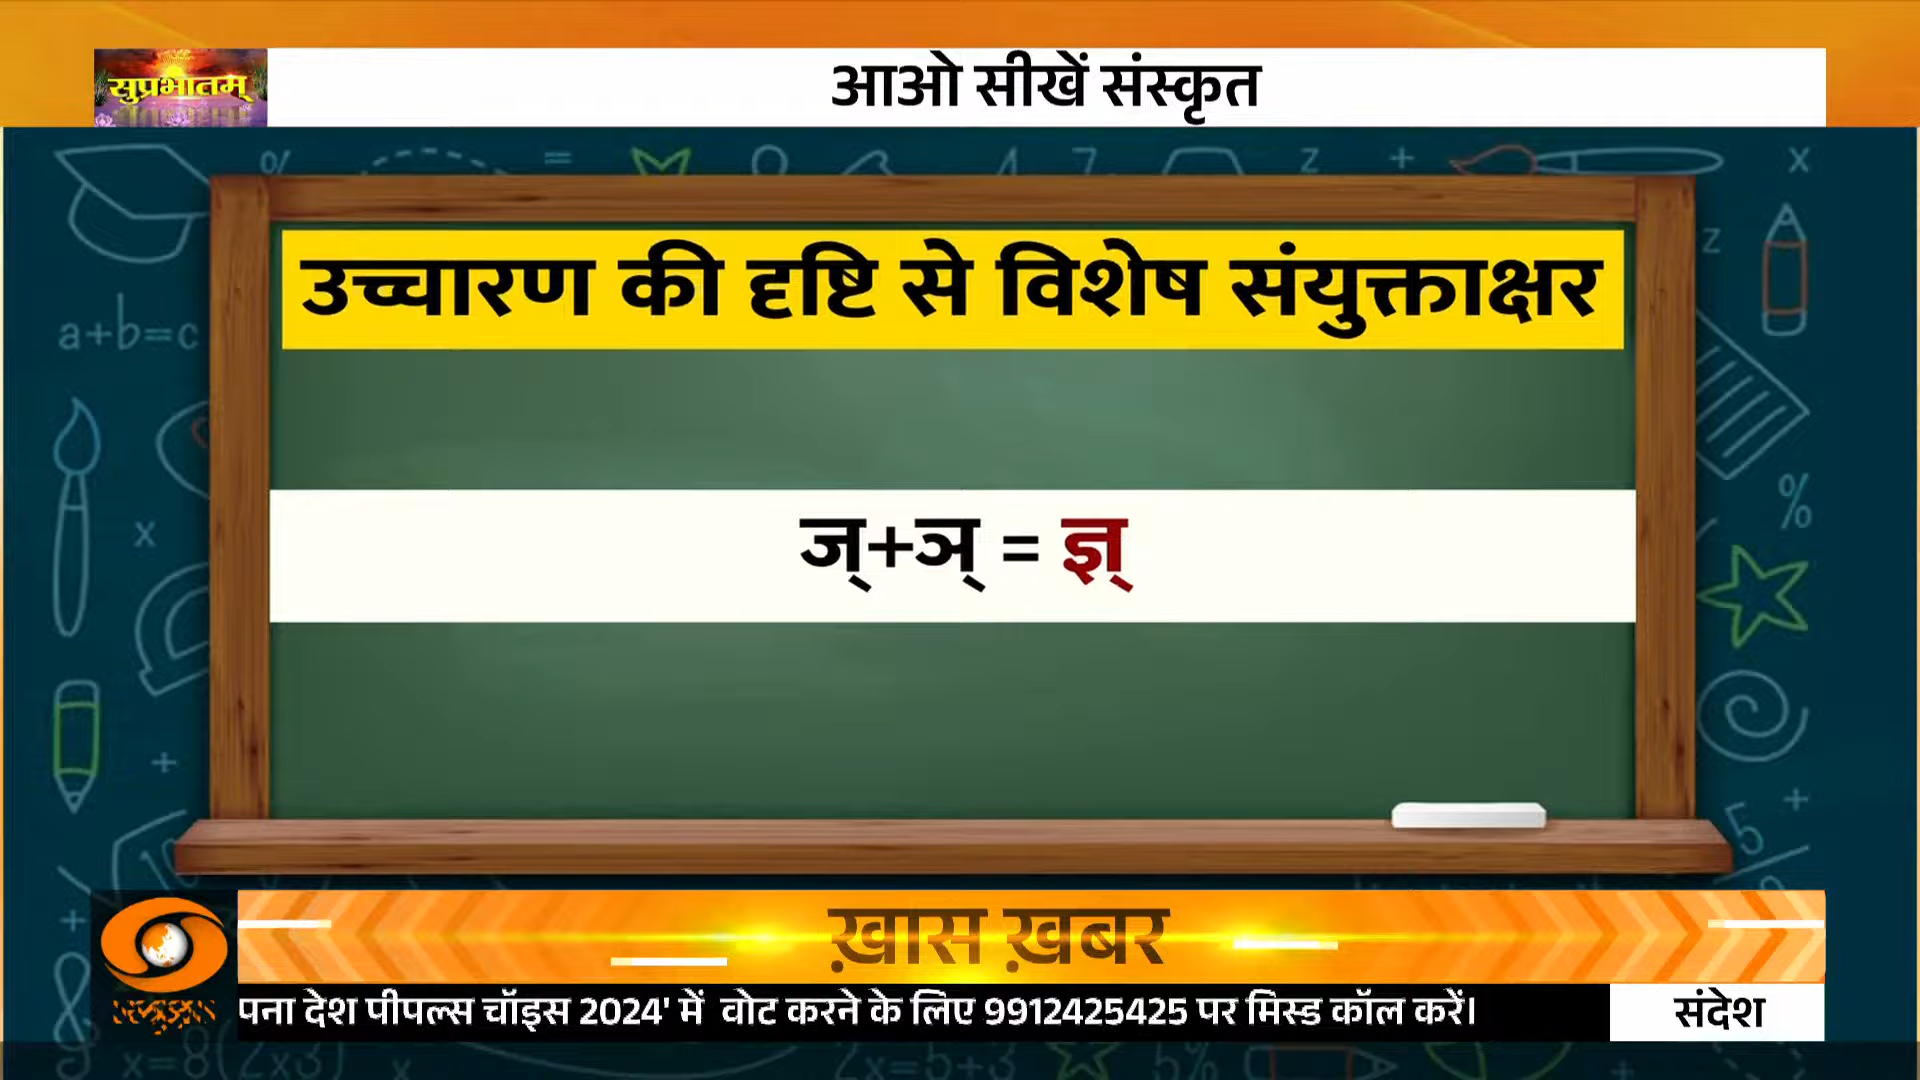 सुप्रभातम्
आओ सीखें संस्कृत
उच्चारण की दृष्टि से विशेष संयुक्ताक्षर
ज्+ञ् = ज्ञ्
a+b=c
ख़ास ख़बर
पना देश पीपल्स चॉइस 2024' में वोट करने के लिए 9912425425 पर मिस्ड कॉल करें।
संदेश